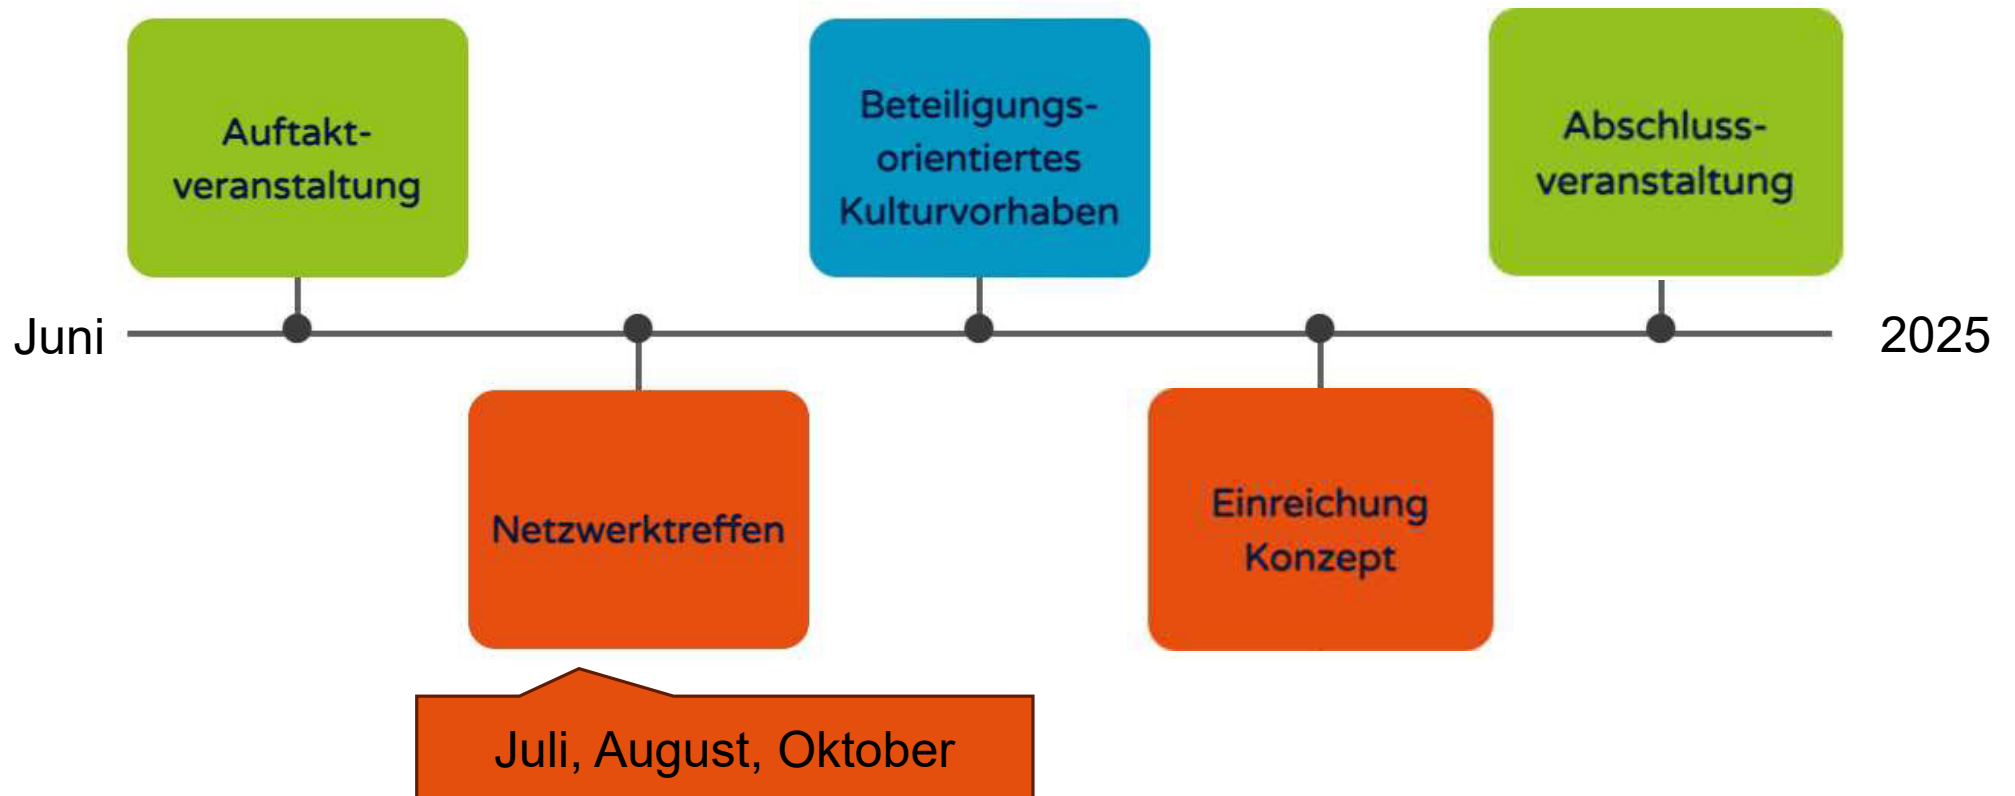 Auftakt-
veranstaltung
Beteiligungs-
orientiertes
Kulturvorhaben
Abschluss-
veranstaltung
Juni
2025
Netzwerktreffen
Einreichung
Konzept
Juli, August, Oktober